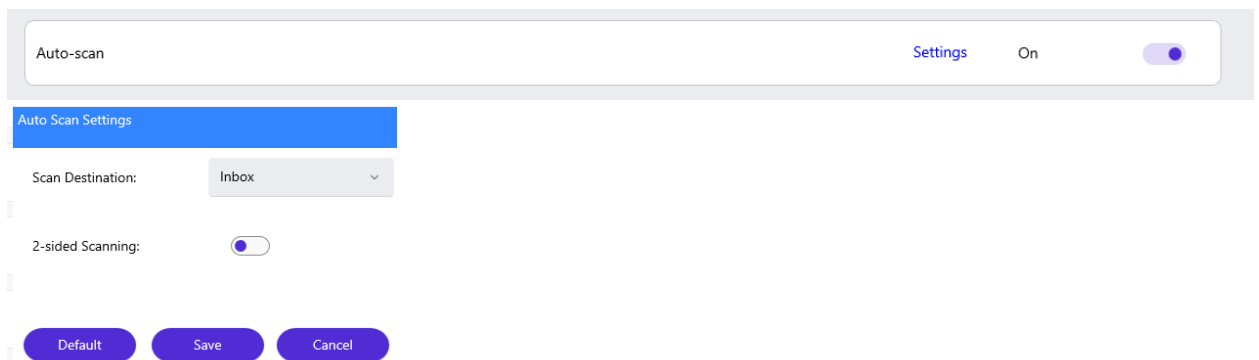 Auto-scan Settings On
Auto Scan Settings
Scan Destination: Inbox
2-sided Scanning:
Default Save Cancel